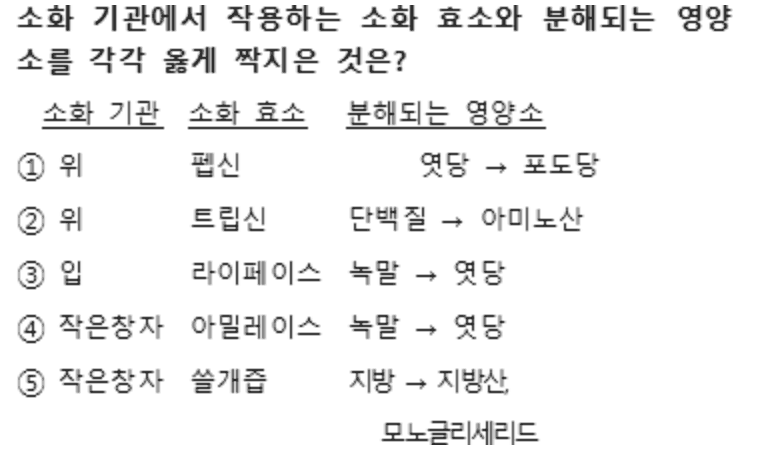 소화 기관에서 작용하는 소화 효소와 분해되는 영양
소를 각각 옳게 짝지은 것은?
소화 기관 소화 효소 분해되는 영양소
① 위 펩신 엿당 → 포도당
② 위 트립신 단백질 → 아미노산
③ 입 라이페이스 녹말 → 엿당
④ 작은창자 아밀레이스 녹말 → 엿당
⑤ 작은창자 쓸개즙 지방 → 지방산,
모노글리세리드